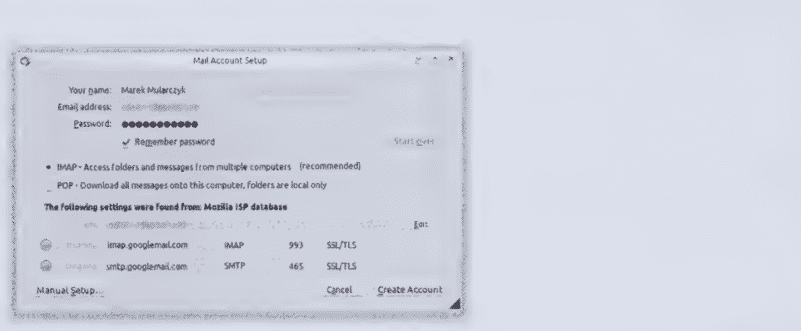 Mail Account Setup
Your name: Marek Mularczyk
Email address:
Password: ●●●●●●●●●●●
Remember password Start over
IMAP - Access folders and messages from multiple computers (recommended)
POP - Download all messages onto this computer, folders are local only
The following settings were found from: Mozilla ISP database
Edit
imap.googlemail.com IMAP 993 SSL/TLS
smtp.googlemail.com SMTP 465 SSL/TLS
Manual Setup... Cancel Create Account